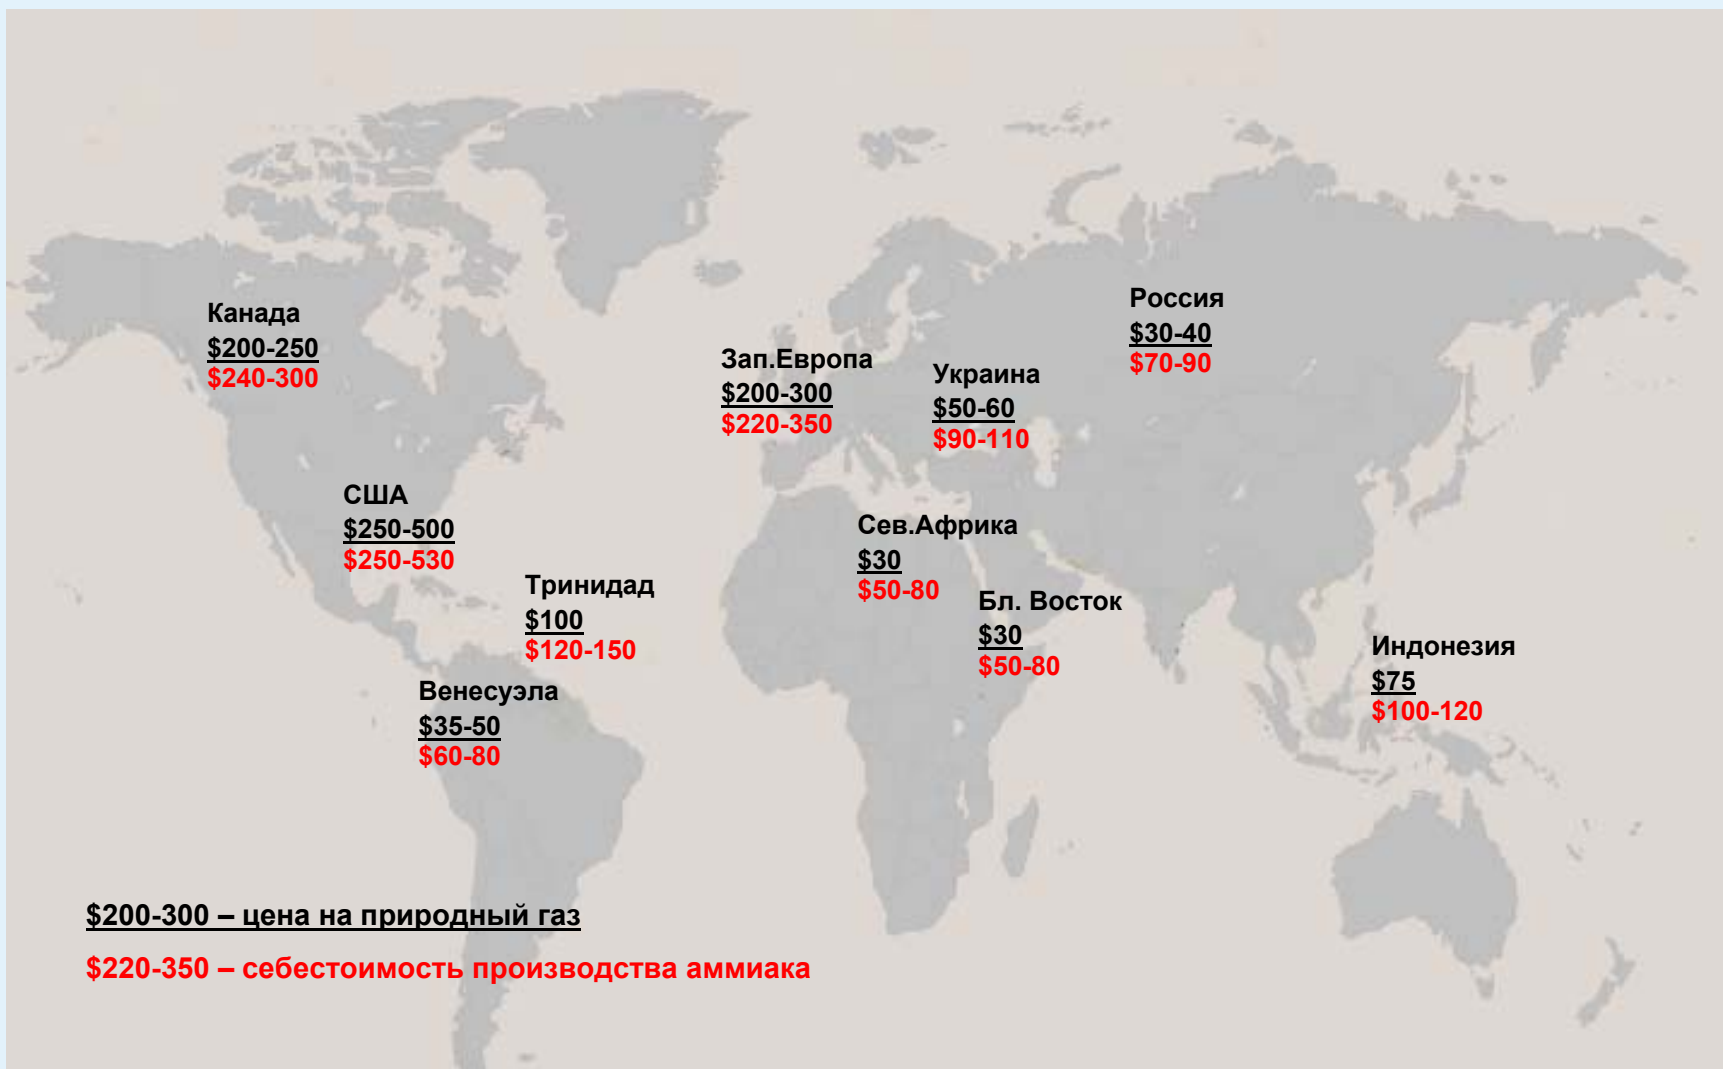 Канада
$200-250
$240-300
США
$250-500
$250-530
Тринидад
$100
$120-150
Венесуэла
$35-50
$60-80
Зап.Европа
$200-300
$220-350
Украина
$50-60
$90-110
Россия
$30-40
$70-90
Сев.Африка
$30
$50-80
Бл. Восток
$30
$50-80
Индонезия
$75
$100-120
$200-300 – цена на природный газ
$220-350 – себестоимость производства аммиака